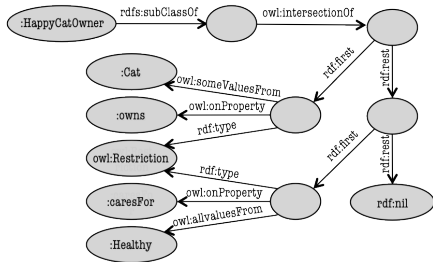 :HappyCatOwner
rdfs:subClassOf
owl:intersectionOf
rdf:first
rdf:rest
:Cat
owl:someValuesFrom
:owns
owl:onProperty
rdf:type
owl:Restriction
rdf:first
rdf:rest
rdf:type
:caresFor
owl:onProperty
rdf:nil
owl:allvaluesFrom
:Healthy